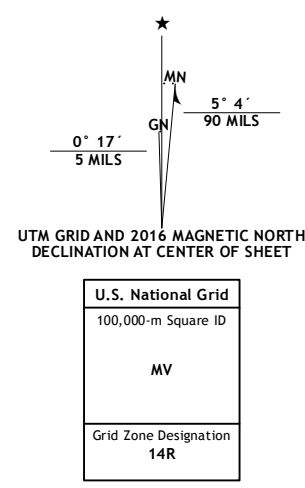 ★
MN
GN
5° 4´
90 MILS
0° 17´
5 MILS
UTM GRID AND 2016 MAGNETIC NORTH
DECLINATION AT CENTER OF SHEET
U.S. National Grid
100,000-m Square ID
MV
Grid Zone Designation
14R